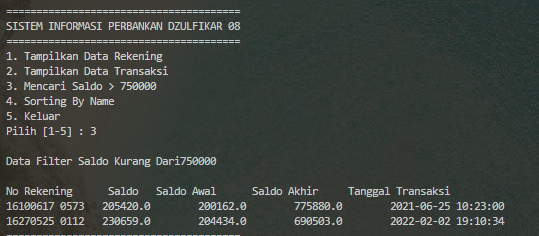 =======================================
SISTEM INFORMASI PERBANKAN DZULFIKAR 08
=======================================
1. Tampilkan Data Rekening
2. Tampilkan Data Transaksi
3. Mencari Saldo > 750000
4. Sorting By Name
5. Keluar
Pilih [1-5] : 3
Data Filter Saldo Kurang Dari750000
No Rekening Saldo Saldo Awal Saldo Akhir Tanggal Transaksi
16100617 0573 205420.0 200162.0 775880.0 2021-06-25 10:23:00
16270525 0112 230659.0 204434.0 690503.0 2022-02-02 19:10:34
=======================================